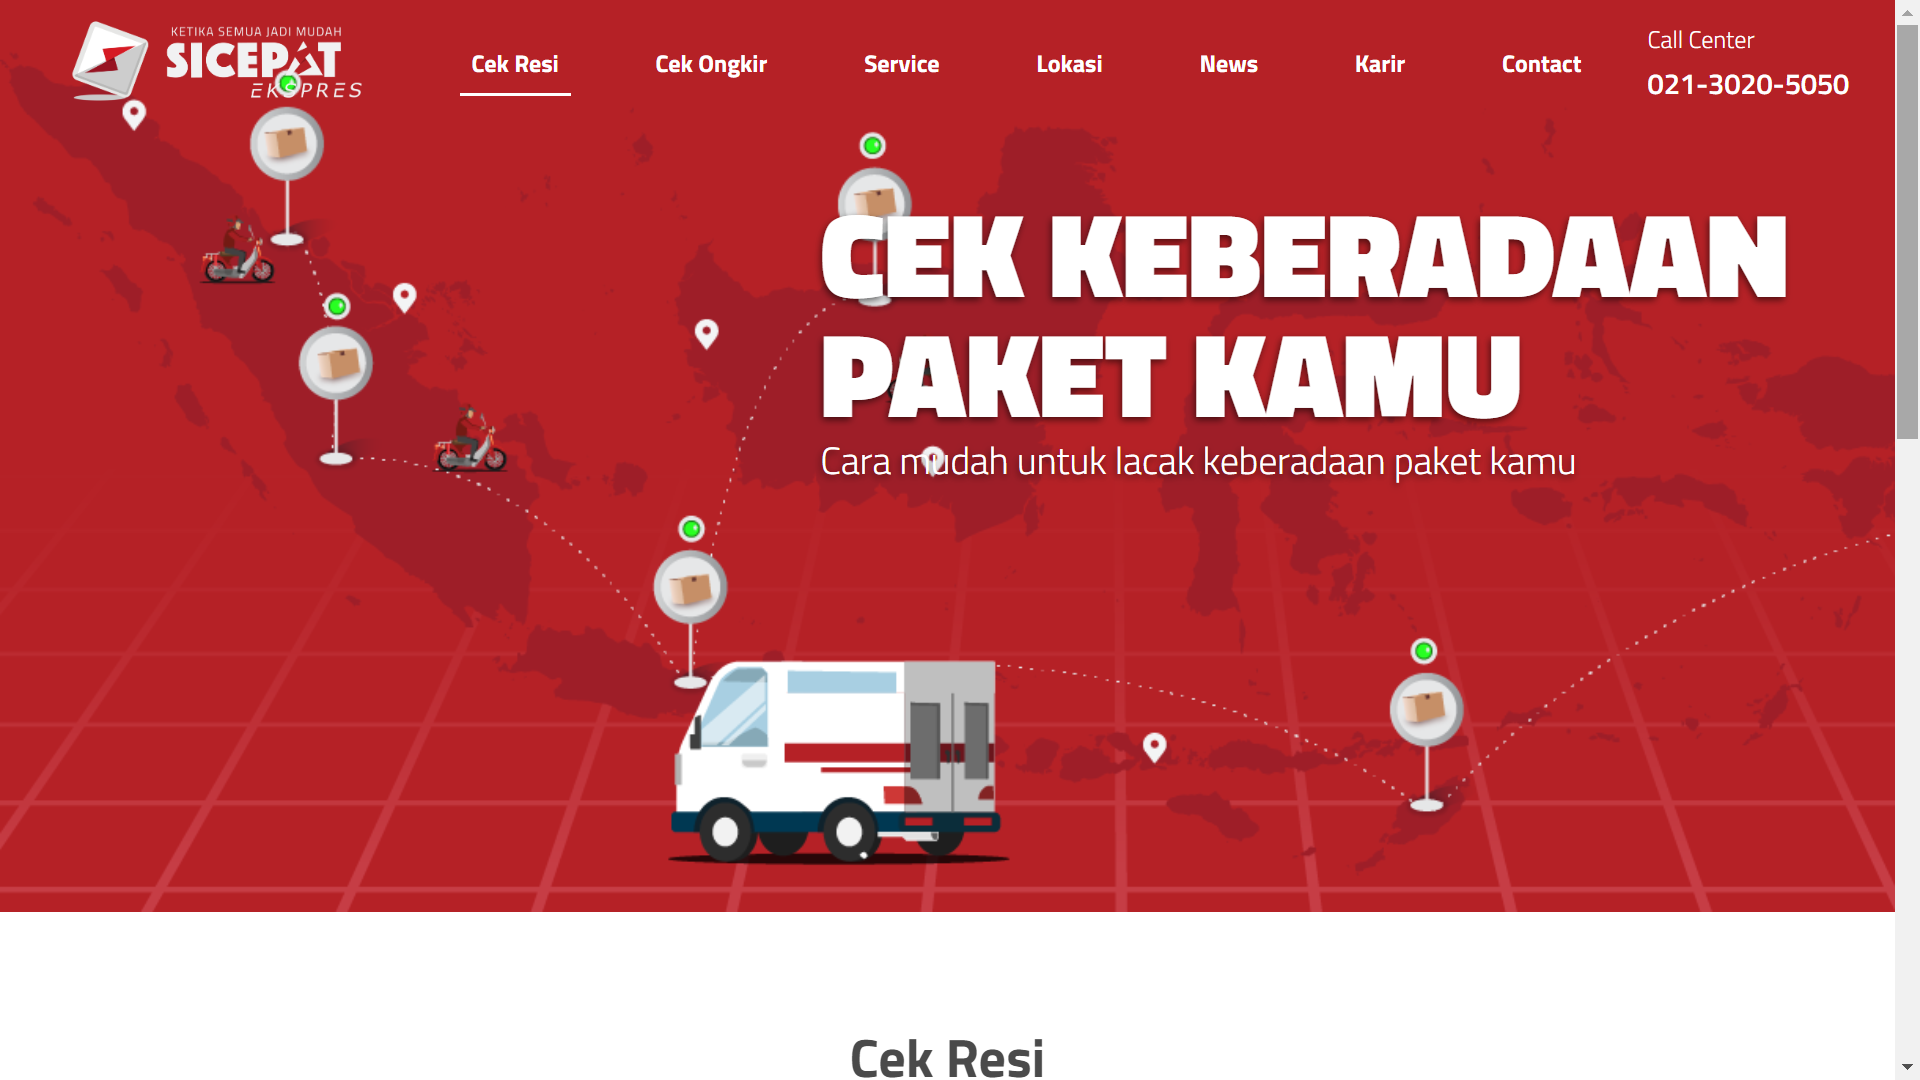 KETIKA SEMUA JADI MUDAH
SICEPAT
EKSPRES
Cek Resi
Cek Ongkir
Service
Lokasi
News
Karir
Contact
Call Center
021-3020-5050
CEK KEBERADAAN
PAKET KAMU
Cara mudah untuk lacak keberadaan paket kamu
Cek Resi